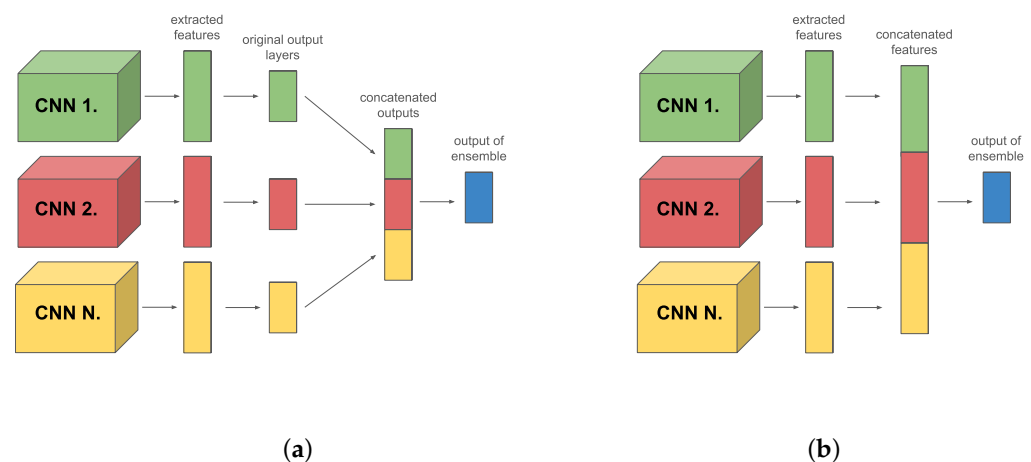 extracted
features
original output
layers
concatenated
outputs
output of
ensemble
CNN 1.
CNN 2.
CNN N.
(a)
extracted
features
concatenated
features
output of
ensemble
CNN 1.
CNN 2.
CNN N.
(b)